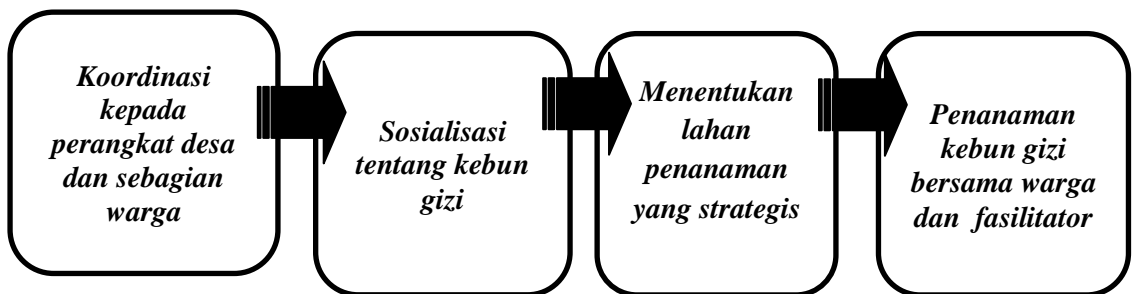 Koordinasi
kepada
perangkat desa
dan sebagian
warga
Sosialisasi
tentang kebun
gizi
Menentukan
lahan
penanaman
yang strategis
Penanaman
kebun gizi
bersama warga
dan fasilitator